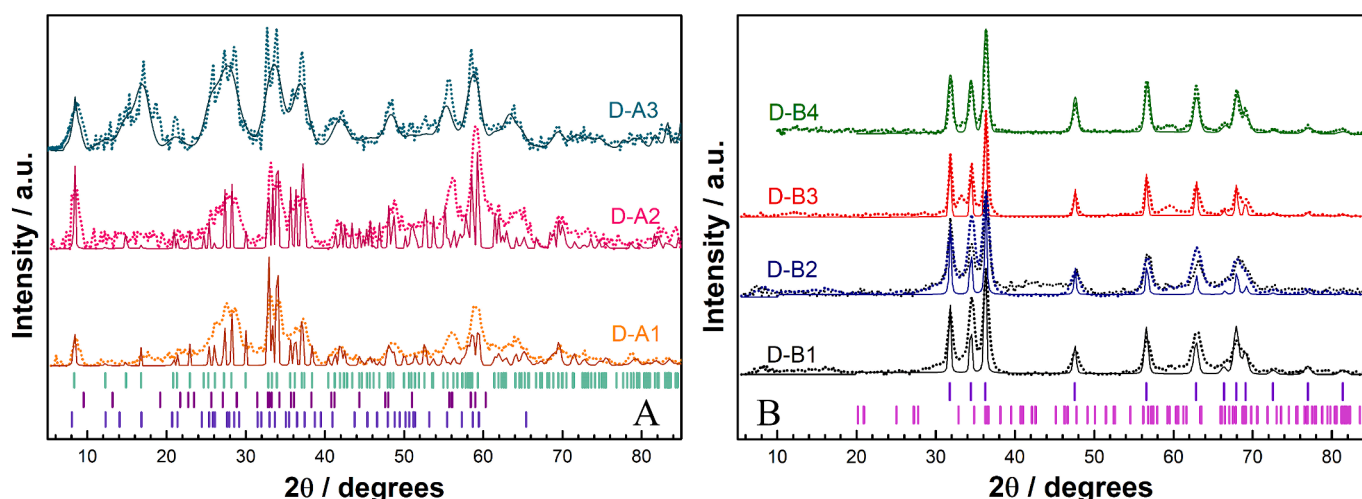 Intensity / a.u.
D-A3
D-A2
D-A1
A
10 20 30 40 50 60 70 80
2θ / degrees
Intensity / a.u.
D-B4
D-B3
D-B2
D-B1
B
10 20 30 40 50 60 70 80
2θ / degrees